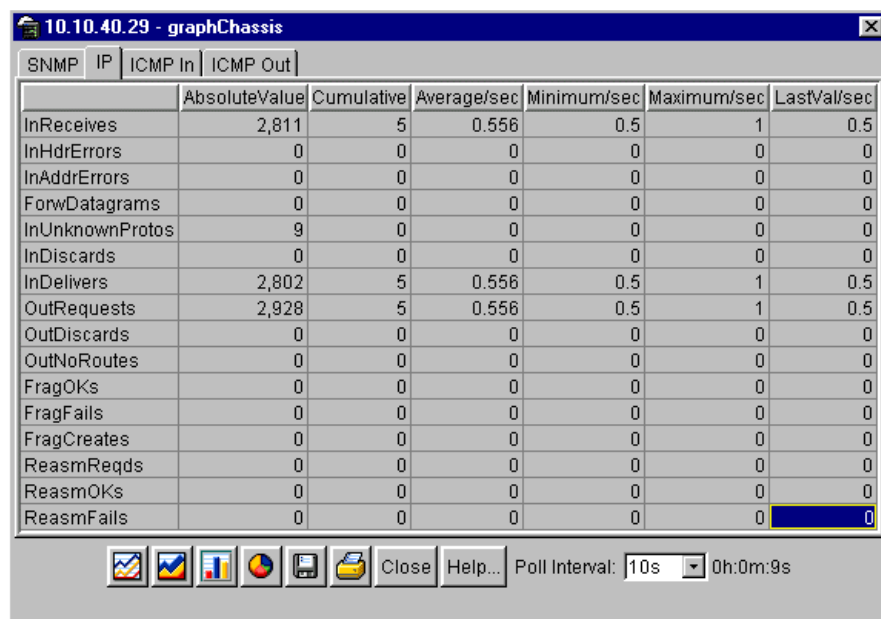 10.10.40.29 - graphChassis
SNMP IP ICMP In ICMP Out
AbsoluteValue Cumulative Average/sec Minimum/sec Maximum/sec LastVal/sec
InReceives 2,811 5 0.556 0.5 1 0.5
InHdrErrors 0 0 0 0 0 0
InAddrErrors 0 0 0 0 0 0
ForwDatagrams 0 0 0 0 0 0
InUnknownProtos 9 0 0 0 0 0
InDiscards 0 0 0 0 0 0
InDelivers 2,802 5 0.556 0.5 1 0.5
OutRequests 2,928 5 0.556 0.5 1 0.5
OutDiscards 0 0 0 0 0 0
OutNoRoutes 0 0 0 0 0 0
FragOKs 0 0 0 0 0 0
FragFails 0 0 0 0 0 0
FragCreates 0 0 0 0 0 0
ReasmReqds 0 0 0 0 0 0
ReasmOKs 0 0 0 0 0 0
ReasmFails 0 0 0 0 0 0
Close Help... Poll Interval: 10s 0h:0m:9s